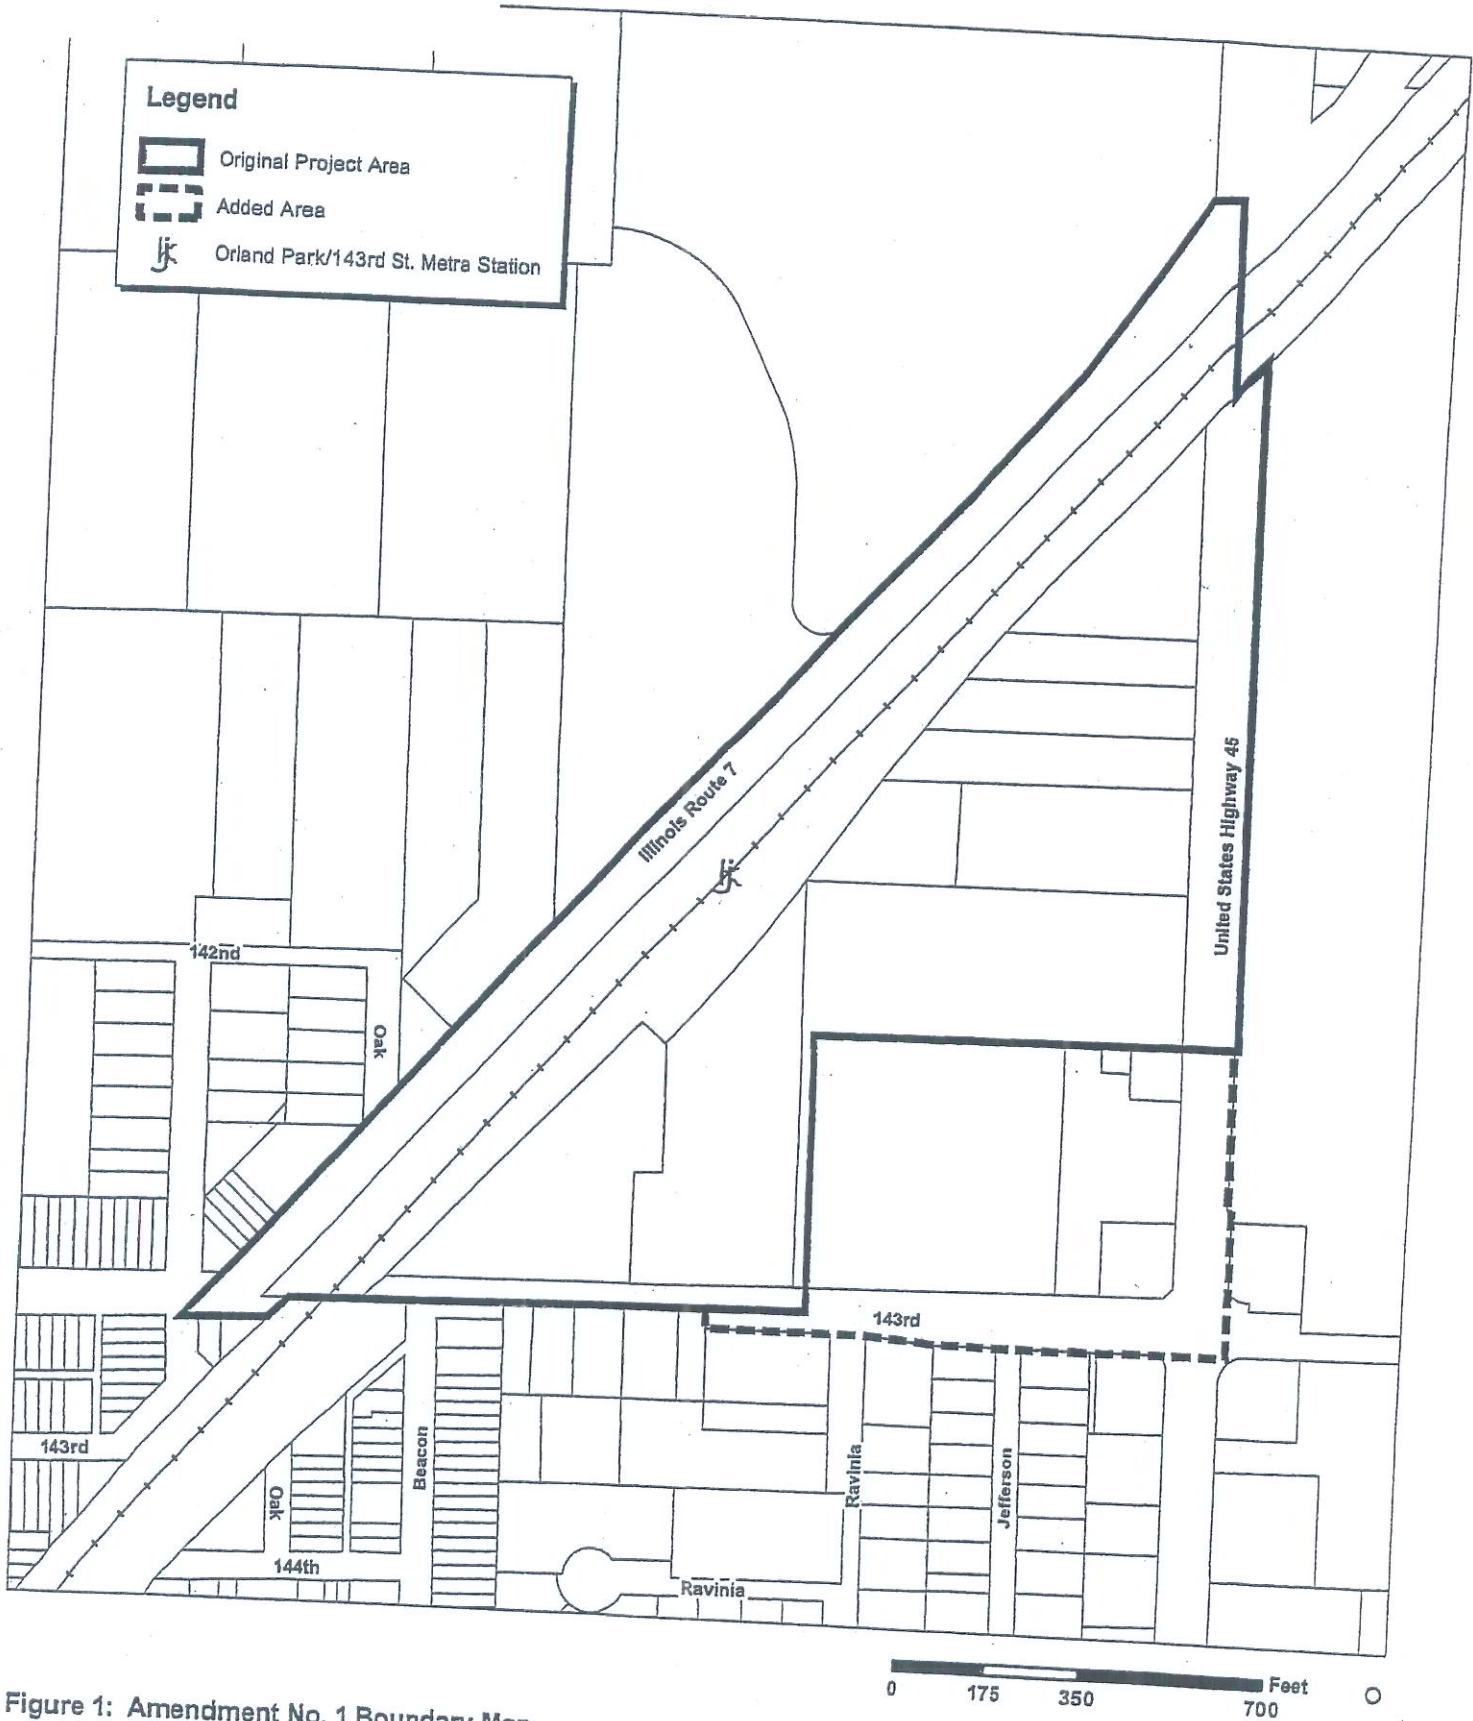 Legend
Original Project Area
Added Area
Orland Park/143rd St. Metra Station
Illinois Route 7
United States Highway 45
142nd
Oak
143rd
143rd
Beacon
Oak
Ravinia
Jefferson
144th
Ravinia
Feet
0 175 350 700
Figure 1: Amendment No. 1 Boundary Map